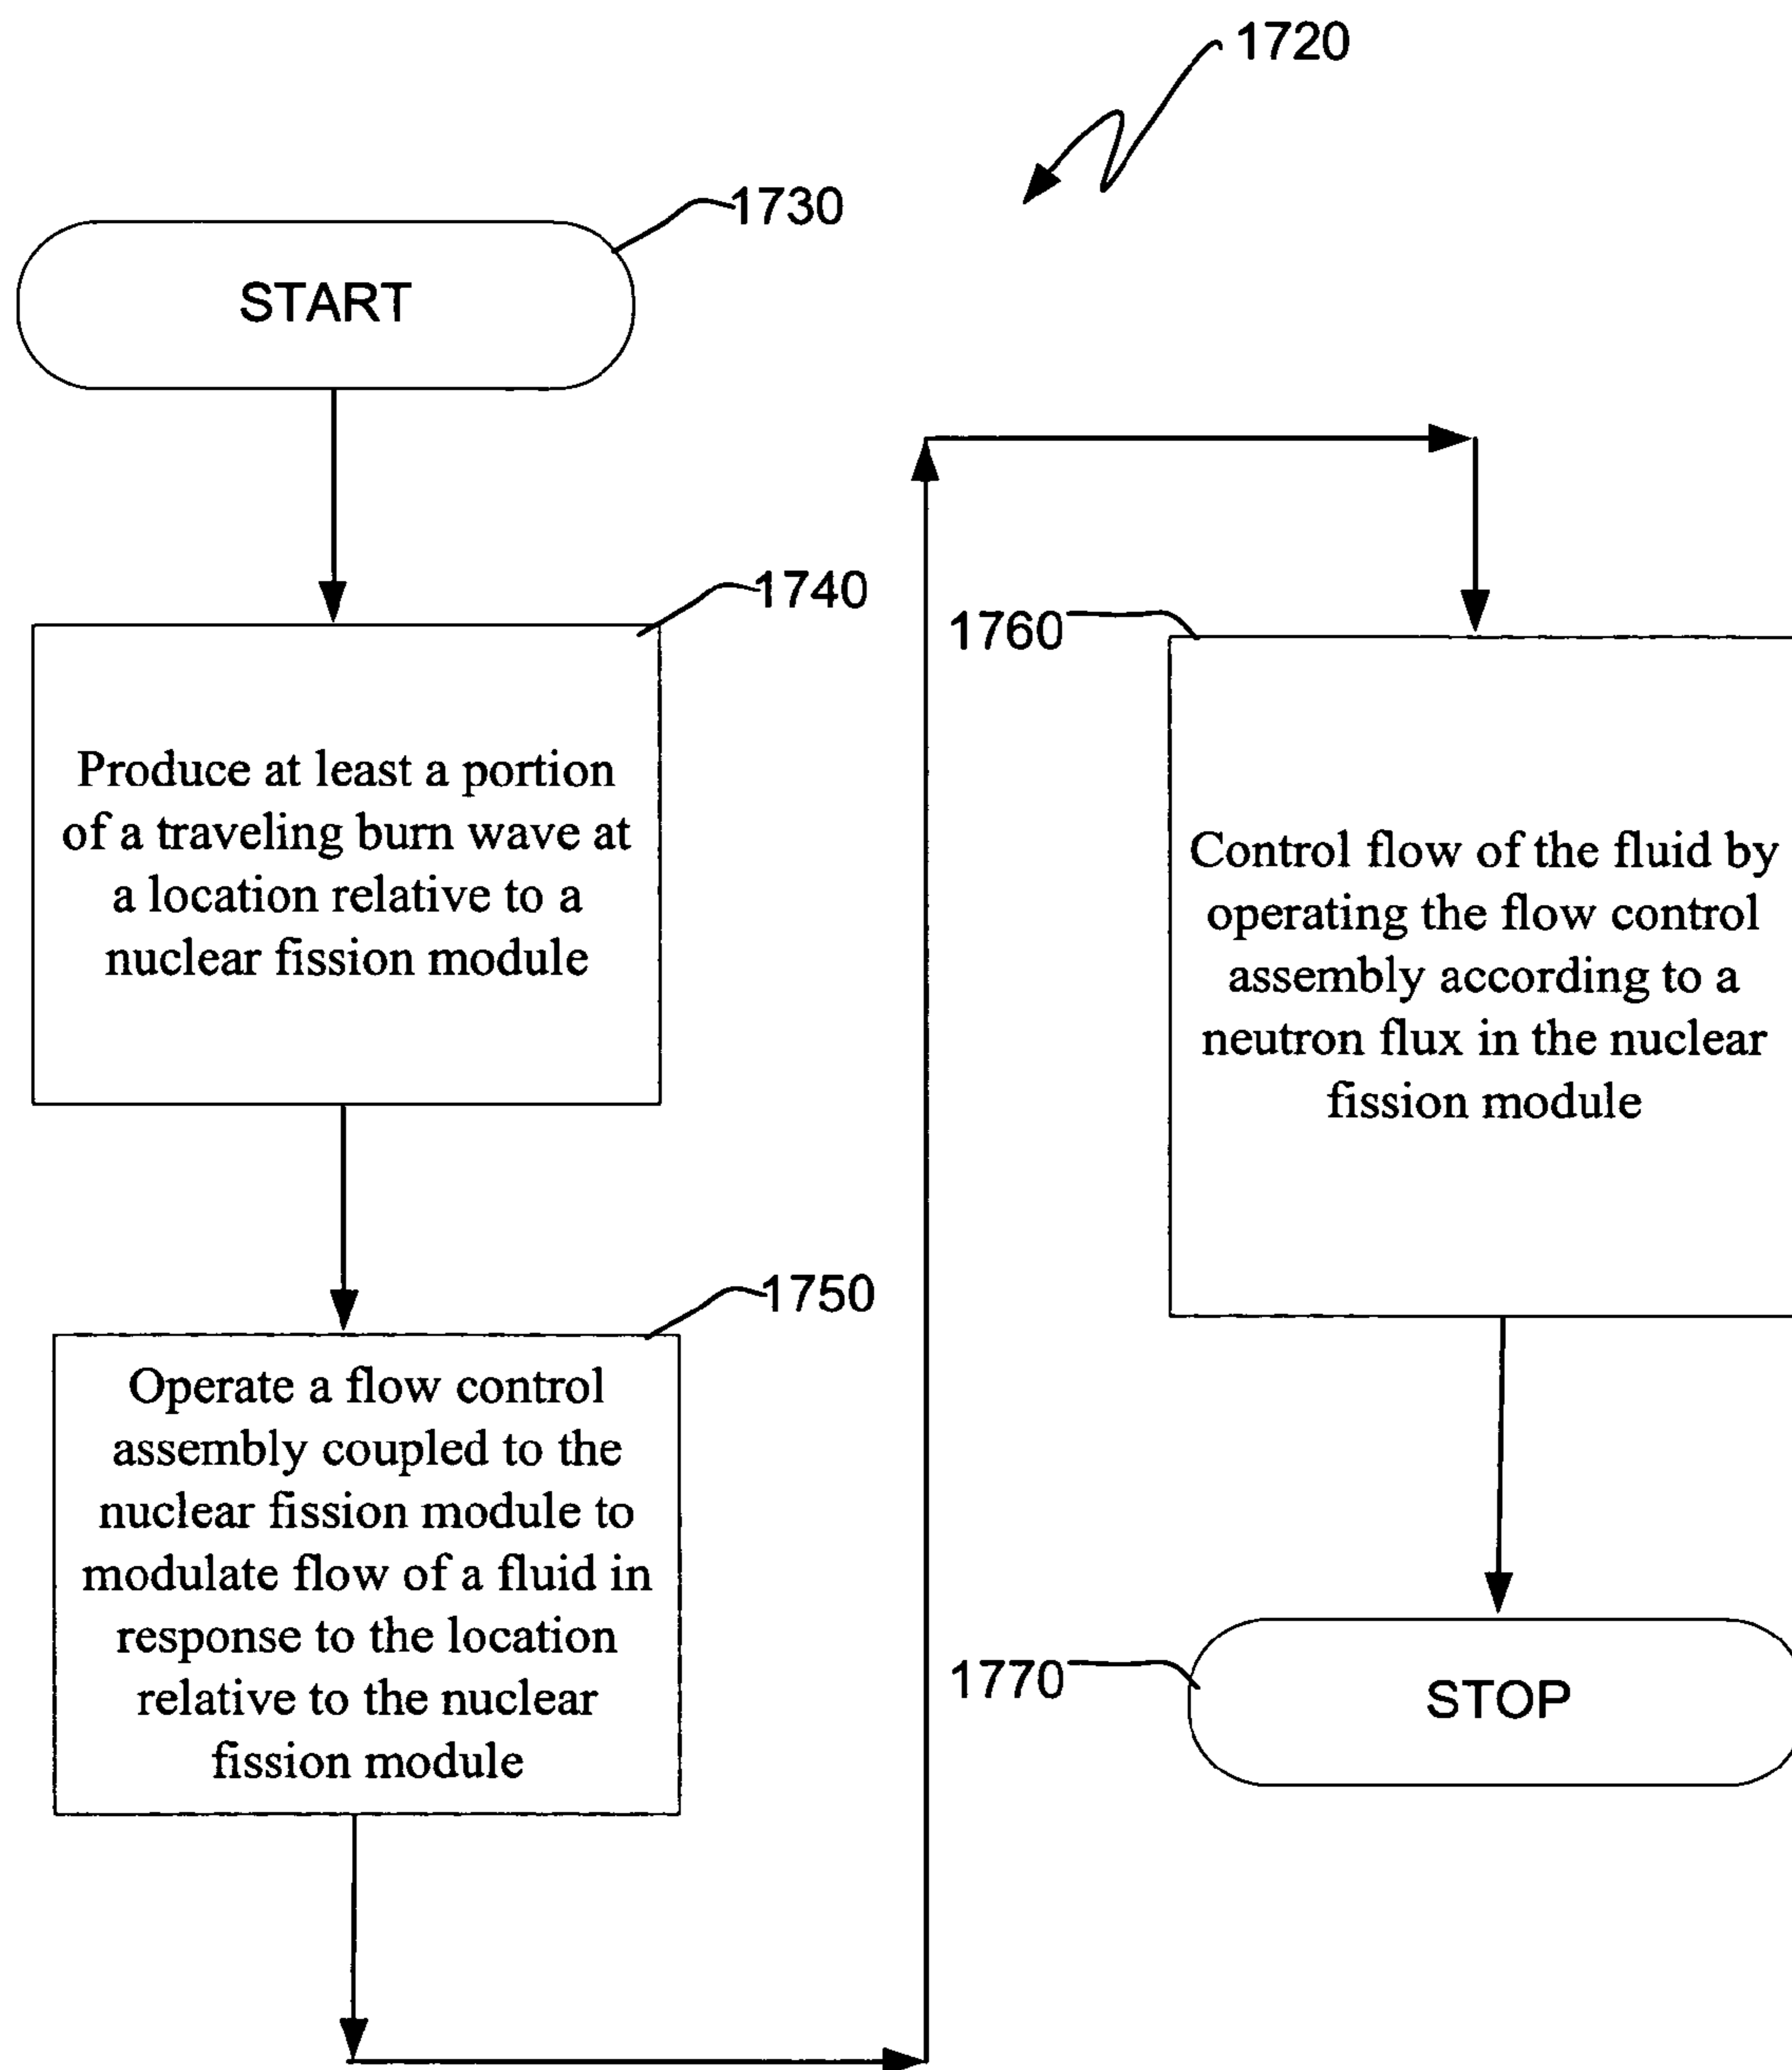 1720
1730
START
1740
Produce at least a portion
of a traveling burn wave at
a location relative to a
nuclear fission module
1750
Operate a flow control
assembly coupled to the
nuclear fission module to
modulate flow of a fluid in
response to the location
relative to the nuclear
fission module
1760
Control flow of the fluid by
operating the flow control
assembly according to a
neutron flux in the nuclear
fission module
1770
STOP